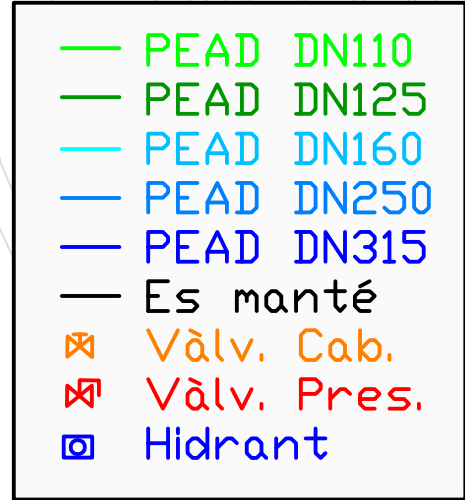 PEAD DN110
PEAD DN125
PEAD DN160
PEAD DN250
PEAD DN315
Es manté
Vàlv. Cab.
Vàlv. Pres.
Hidrant